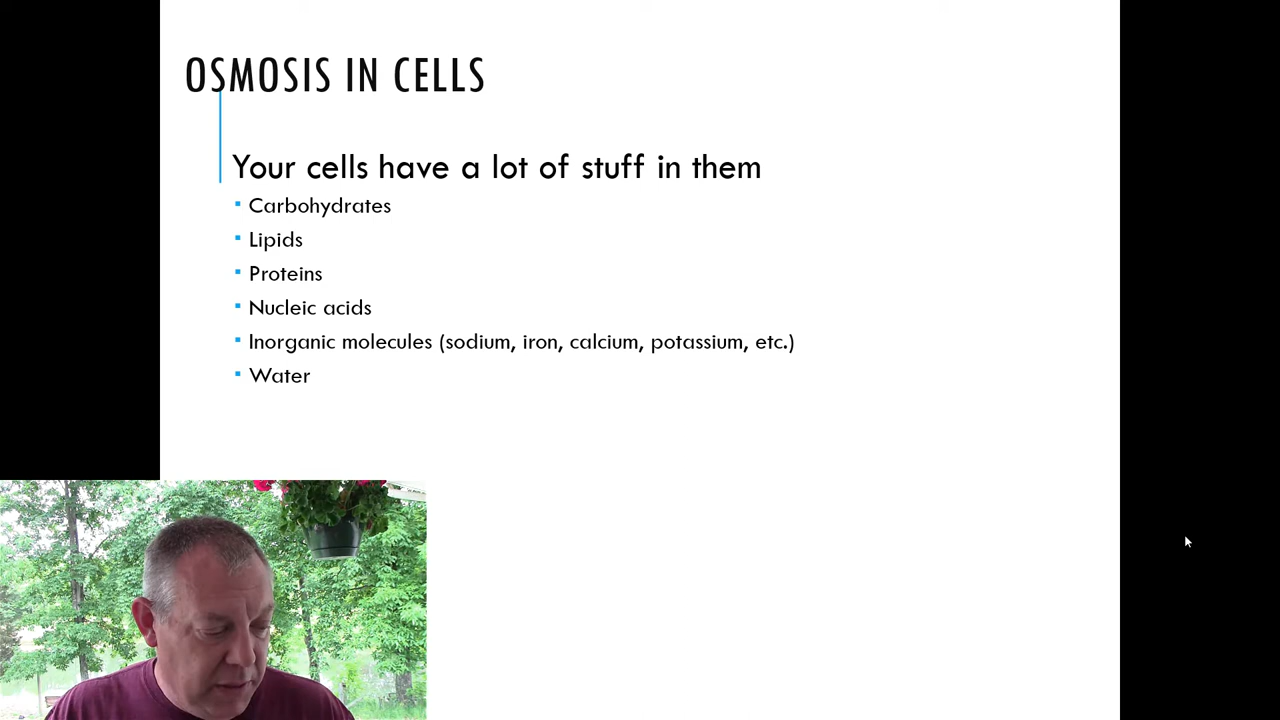 OSMOSIS IN CELLS
Your cells have a lot of stuff in them
Carbohydrates
Lipids
Proteins
Nucleic acids
Inorganic molecules (sodium, iron, calcium, potassium, etc.)
Water